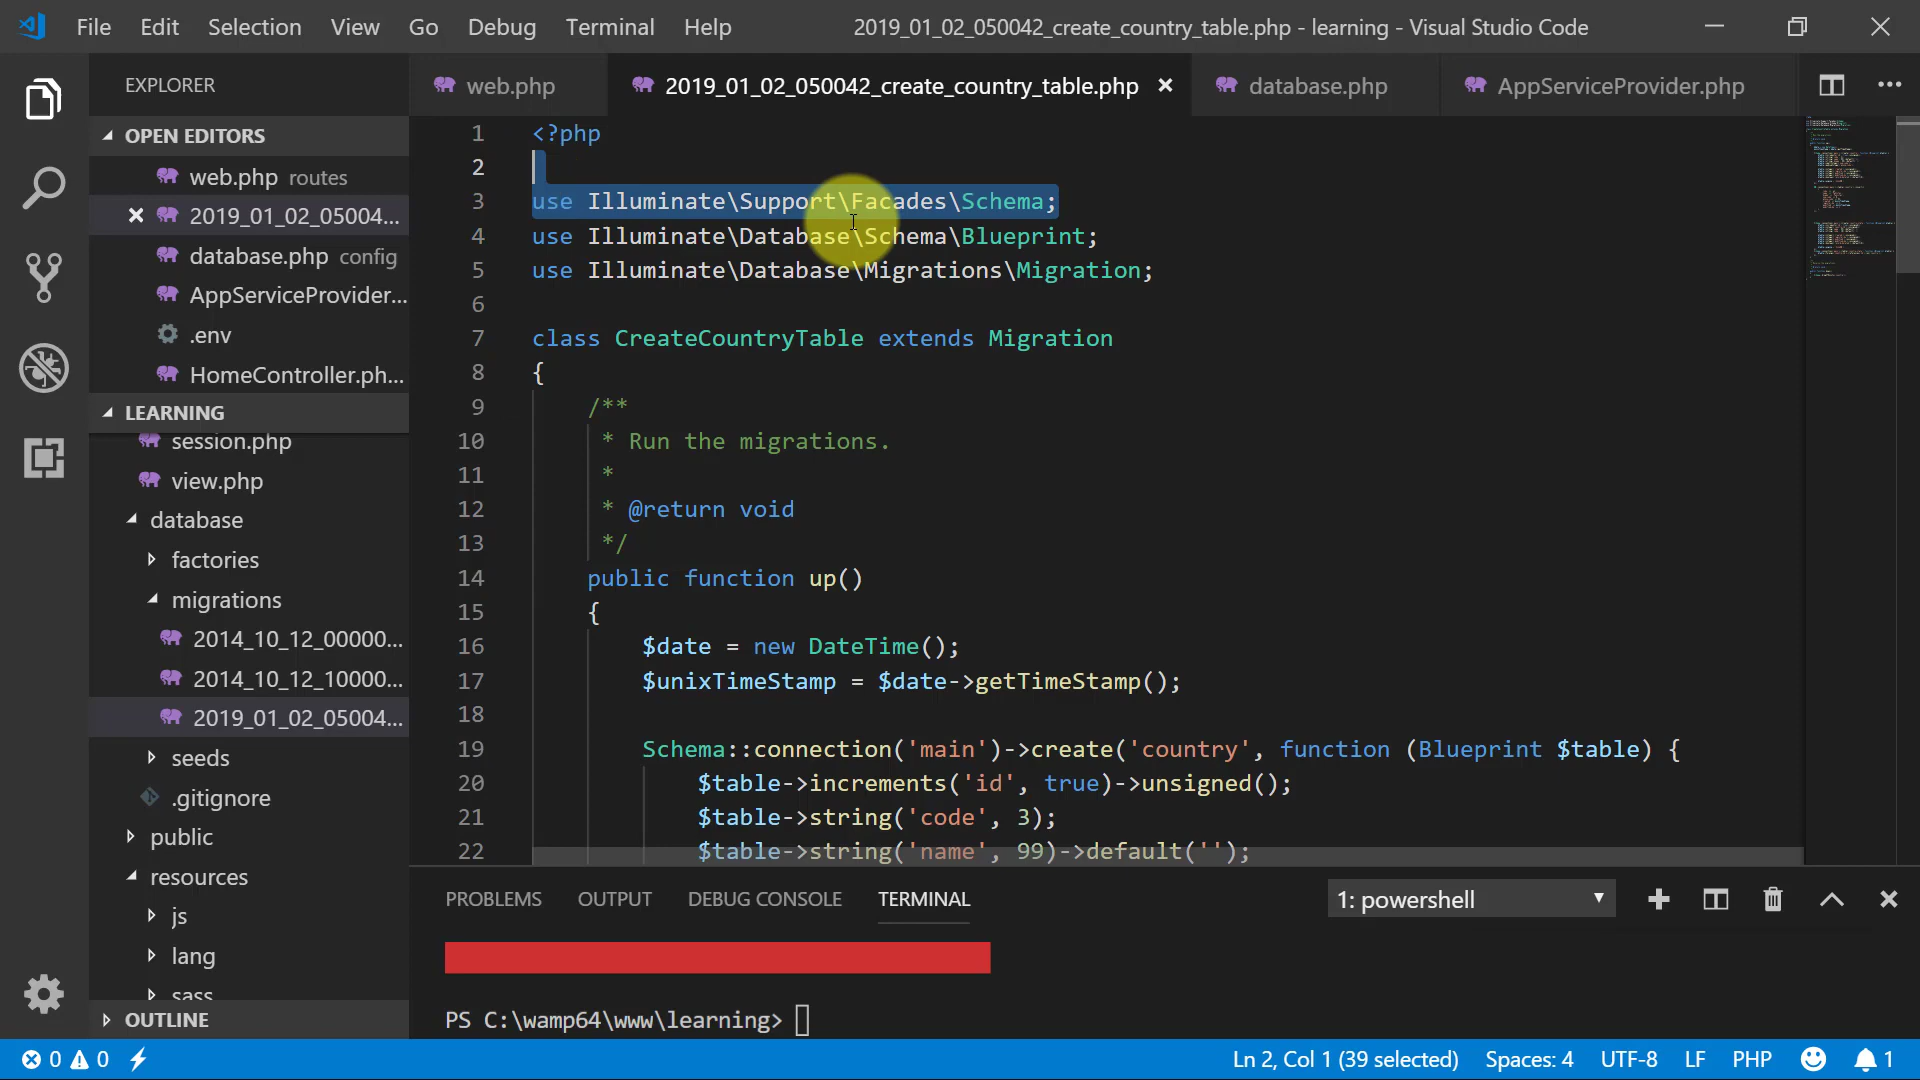 File Edit Selection View Go Debug Terminal Help 2019_01_02_050042_create_country_table.php - learning - Visual Studio Code
EXPLORER
OPEN EDITORS
web.php routes
2019_01_02_05004...
database.php config
AppServiceProvider...
.env
HomeController.ph...
LEARNING
session.php
view.php
database
factories
migrations
2014_10_12_00000...
2014_10_12_10000...
2019_01_02_05004...
seeds
.gitignore
public
resources
js
lang
sass
OUTLINE
web.php 2019_01_02_050042_create_country_table.php database.php AppServiceProvider.php
1 <?php
2
3 use Illuminate\Support\Facades\Schema;
4 use Illuminate\Database\Schema\Blueprint;
5 use Illuminate\Database\Migrations\Migration;
6
7 class CreateCountryTable extends Migration
8 {
9 /**
10 * Run the migrations.
11 *
12 * @return void
13 */
14 public function up()
15 {
16 $date = new DateTime();
17 $unixTimeStamp = $date->getTimeStamp();
18
19 Schema::connection('main')->create('country', function (Blueprint $table) {
20 $table->increments('id', true)->unsigned();
21 $table->string('code', 3);
22 $table->string('name', 99)->default('');
PROBLEMS OUTPUT DEBUG CONSOLE TERMINAL 1: powershell
PS C:\wamp64\www\learning>
0 0 Ln 2, Col 1 (39 selected) Spaces: 4 UTF-8 LF PHP 1